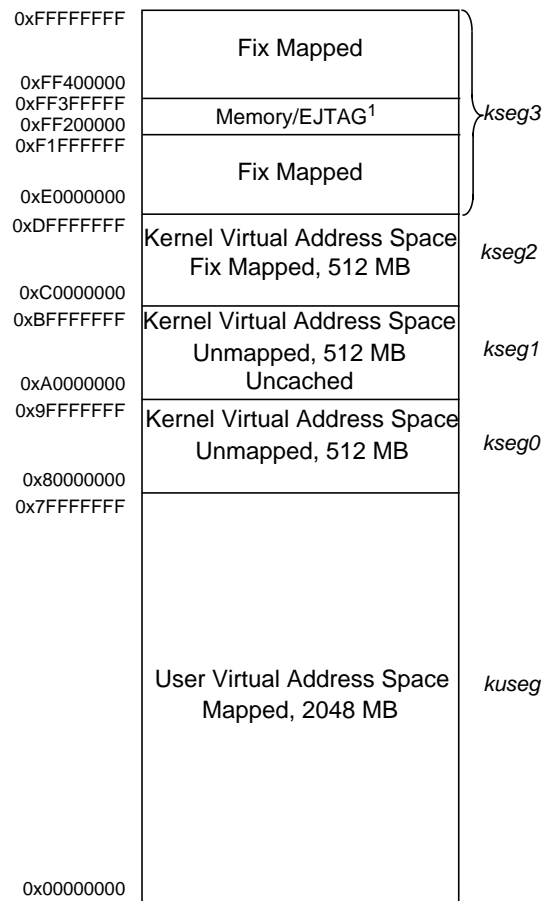 0xFFFFFFFF
Fix Mapped
0xFF400000
0xFF3FFFFF
Memory/EJTAG1
kseg3
0xFF200000
0xF1FFFFFF
Fix Mapped
0xE0000000
0xDFFFFFFF
Kernel Virtual Address Space
Fix Mapped, 512 MB
kseg2
0xC0000000
0xBFFFFFFF
Kernel Virtual Address Space
Unmapped, 512 MB
Uncached
kseg1
0xA0000000
0x9FFFFFFF
Kernel Virtual Address Space
Unmapped, 512 MB
kseg0
0x80000000
0x7FFFFFFF
User Virtual Address Space
Mapped, 2048 MB
kuseg
0x00000000